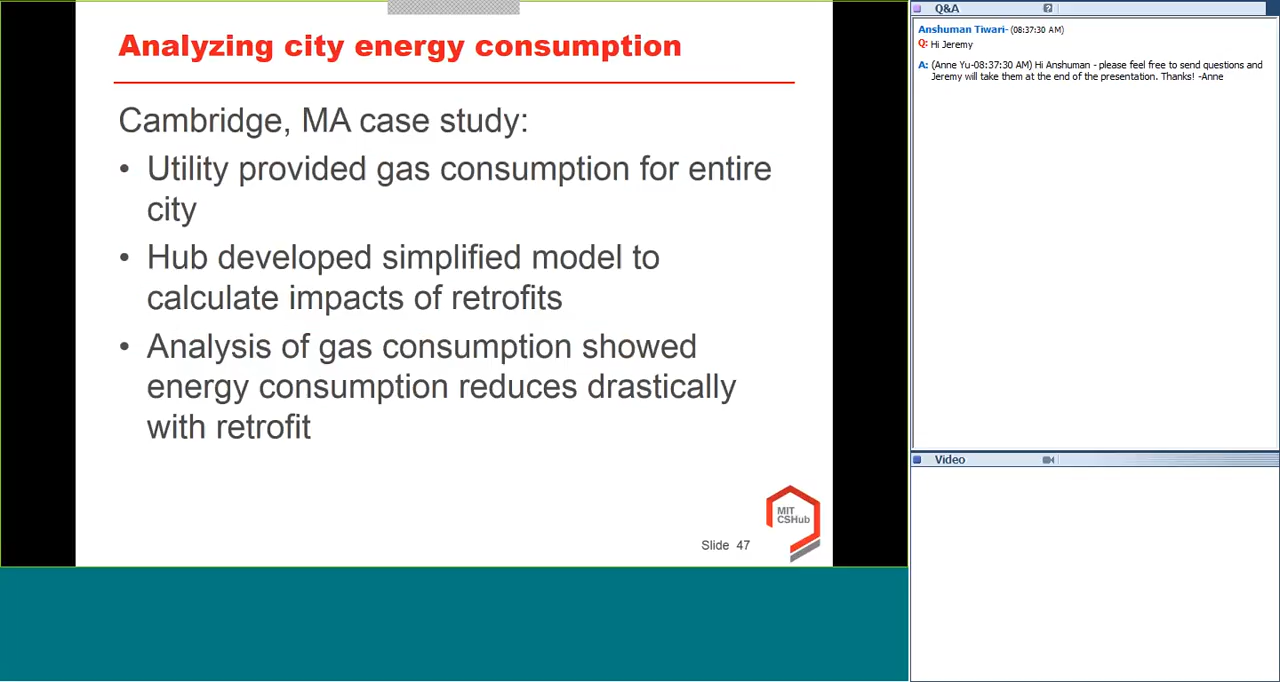 Analyzing city energy consumption
Cambridge, MA case study:
• Utility provided gas consumption for entire
city
• Hub developed simplified model to
calculate impacts of retrofits
• Analysis of gas consumption showed
energy consumption reduces drastically
with retrofit
MIT
CSHub
Slide 47
Q&A
?
Anshuman Tiwari- (08:37:30 AM)
Q: Hi Jeremy
A: (Anne Yu-08:37:30 AM) Hi Anshuman - please feel free to send questions and
Jeremy will take them at the end of the presentation. Thanks! -Anne
Video